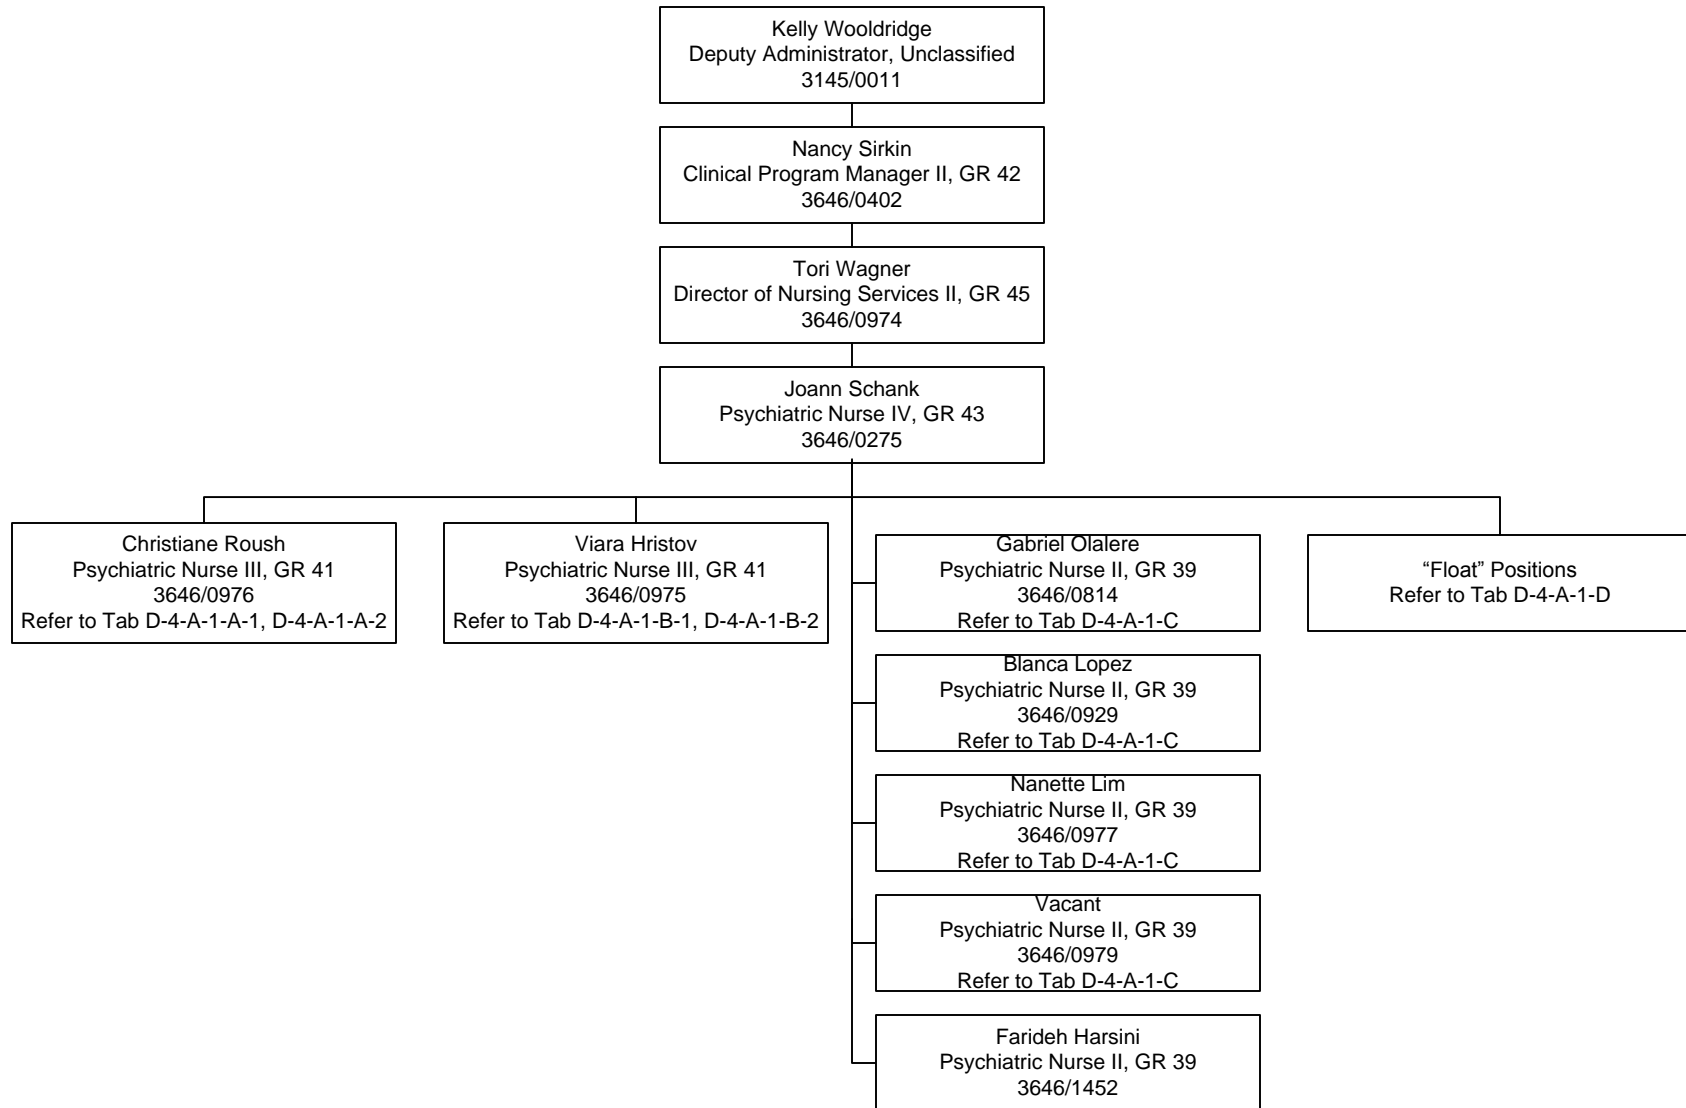 Kelly Wooldridge
Deputy Administrator, Unclassified
3145/0011
Nancy Sirkin
Clinical Program Manager II, GR 42
3646/0402
Tori Wagner
Director of Nursing Services II, GR 45
3646/0974
Joann Schank
Psychiatric Nurse IV, GR 43
3646/0275
Christiane Roush
Psychiatric Nurse III, GR 41
3646/0976
Refer to Tab D-4-A-1-A-1, D-4-A-1-A-2
Viara Hristov
Psychiatric Nurse III, GR 41
3646/0975
Refer to Tab D-4-A-1-B-1, D-4-A-1-B-2
Gabriel Olalere
Psychiatric Nurse II, GR 39
3646/0814
Refer to Tab D-4-A-1-C
Blanca Lopez
Psychiatric Nurse II, GR 39
3646/0929
Refer to Tab D-4-A-1-C
Nanette Lim
Psychiatric Nurse II, GR 39
3646/0977
Refer to Tab D-4-A-1-C
Vacant
Psychiatric Nurse II, GR 39
3646/0979
Refer to Tab D-4-A-1-C
Farideh Harsini
Psychiatric Nurse II, GR 39
3646/1452
“Float” Positions
Refer to Tab D-4-A-1-D